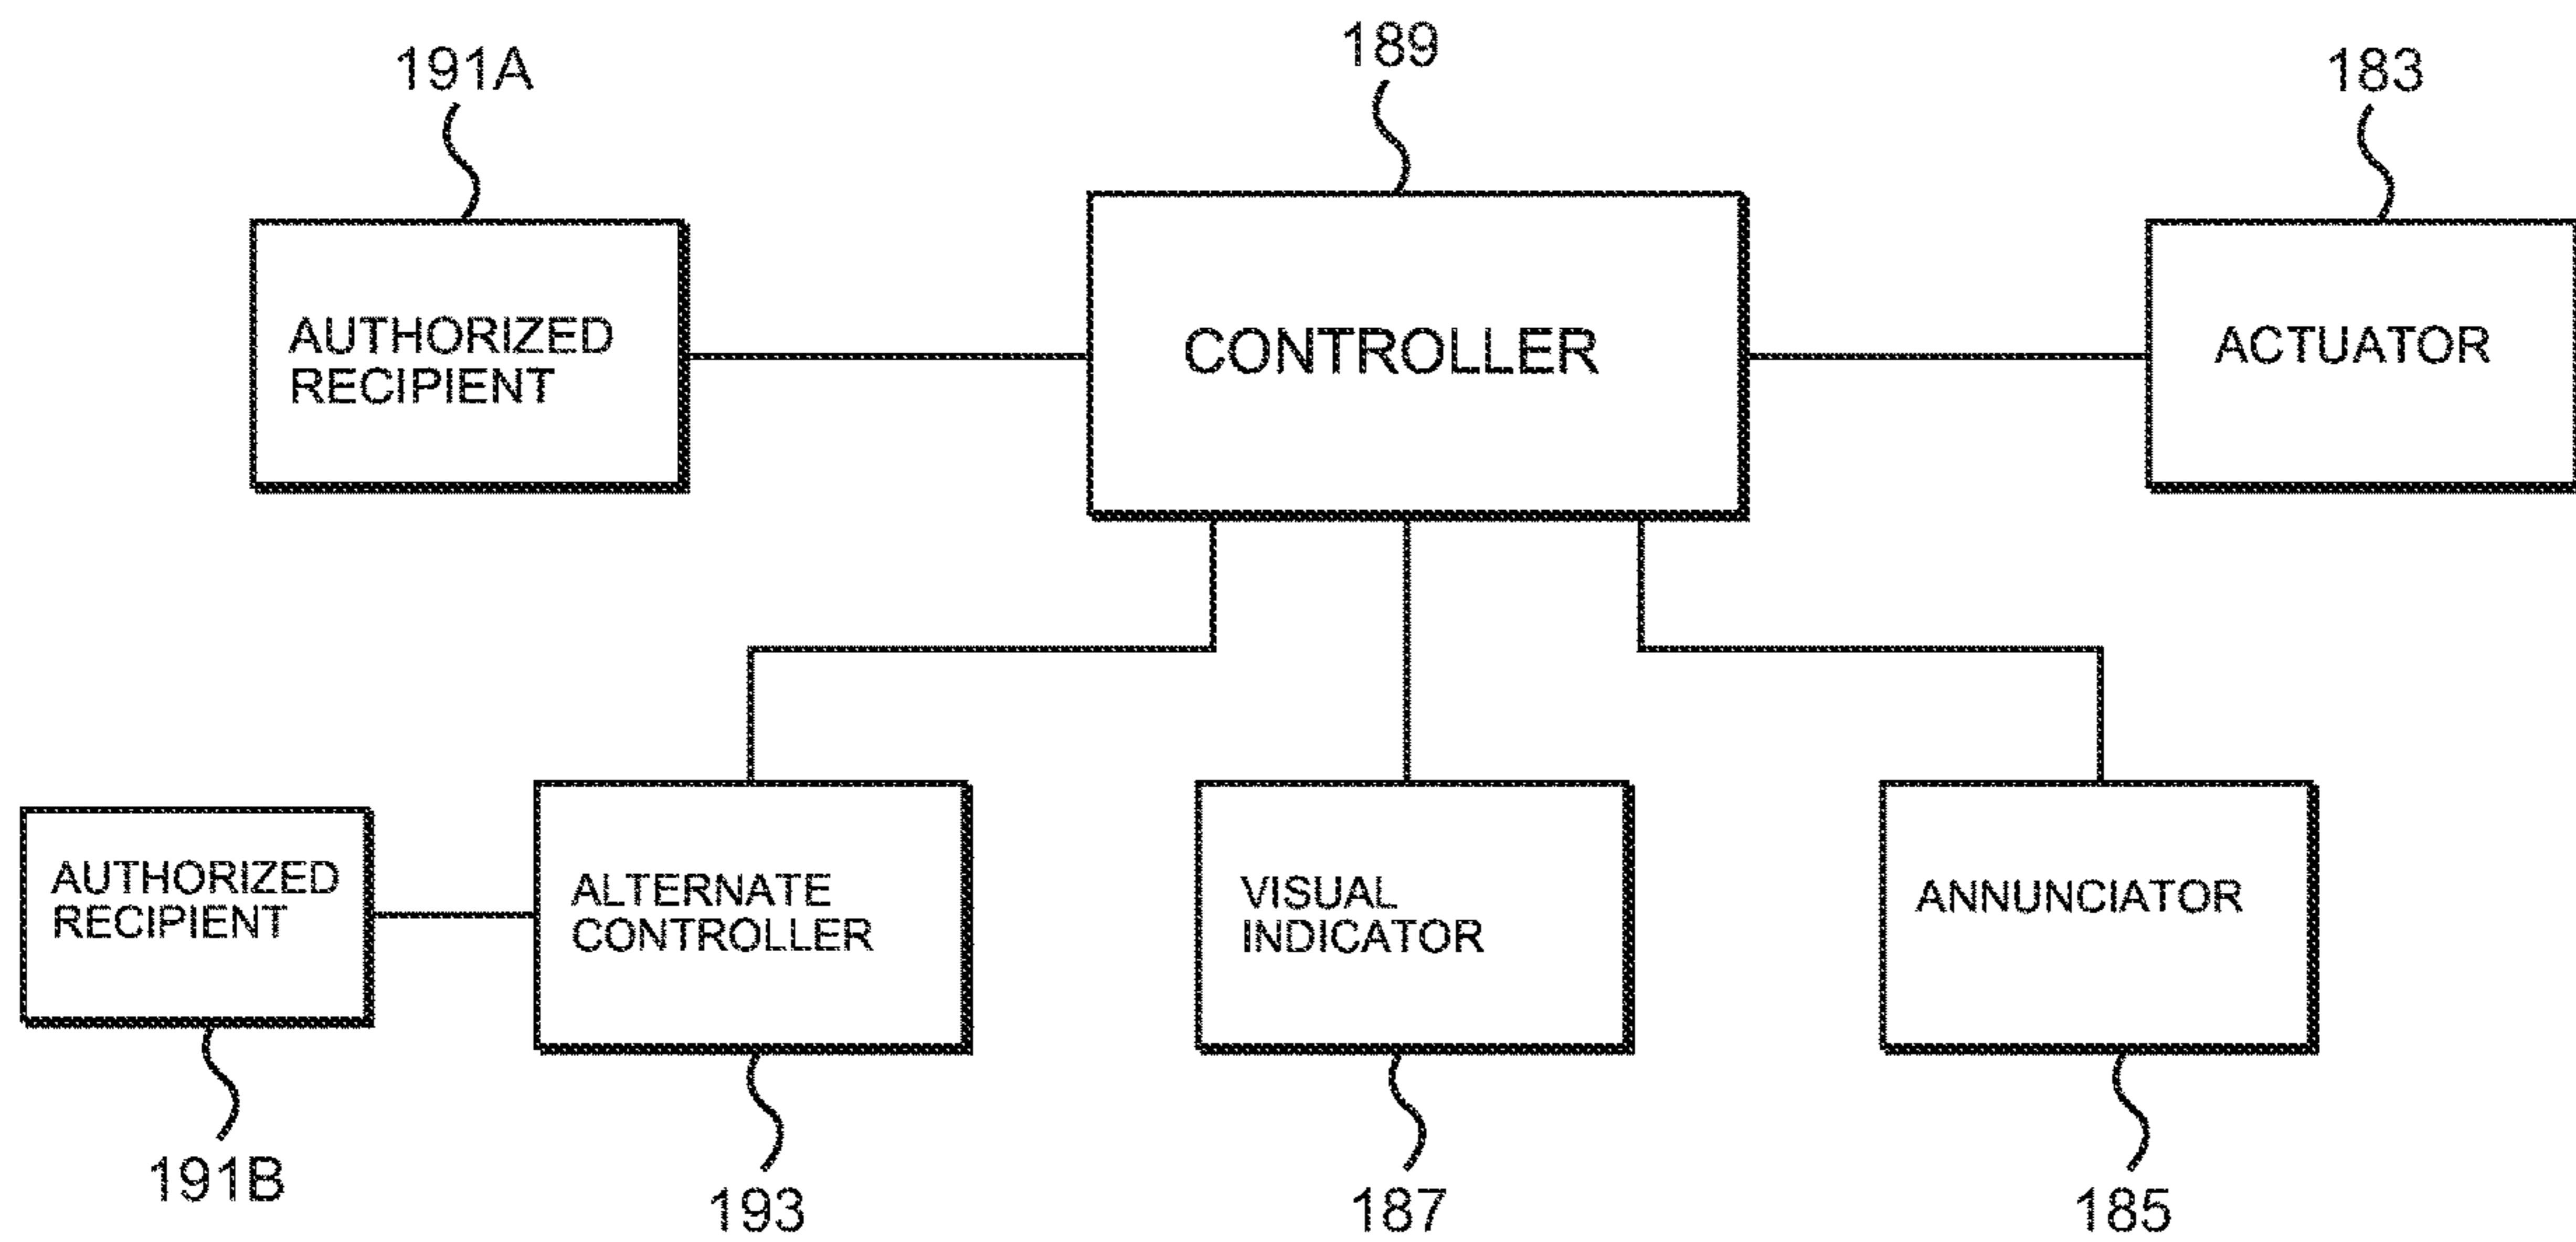 191A
189
183
AUTHORIZED
RECIPIENT
CONTROLLER
ACTUATOR
AUTHORIZED
RECIPIENT
ALTERNATE
CONTROLLER
VISUAL
INDICATOR
ANNUNCIATOR
191B
193
187
185